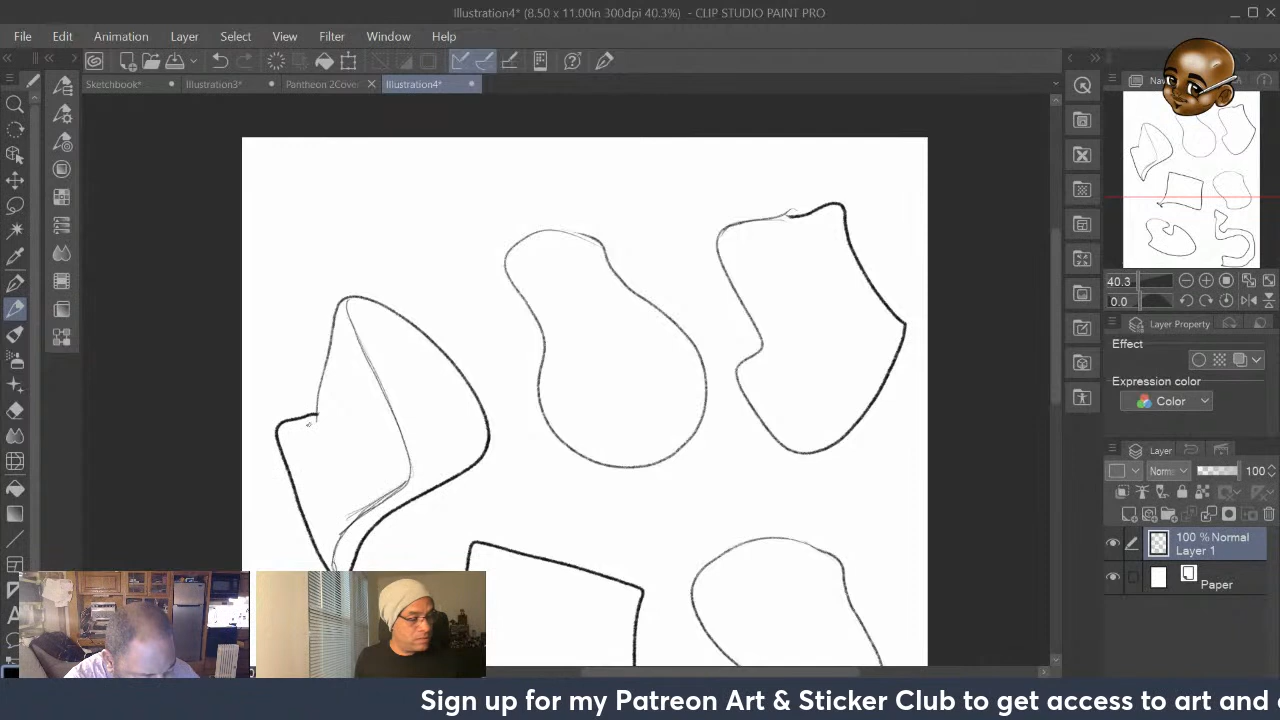 Illustration4* (8.50 x 11.00in 300dpi 40.3%) - CLIP STUDIO PAINT PRO
File Edit Animation Layer Select View Filter Window Help
Sketchbook* Illustration3* Pantheon 2Cover Illustration4*
40.3
0.0
Layer Property
Effect
Expression color
Color
Layer
Norm 100
100 % Normal
Layer 1
Paper
Sign up for my Patreon Art & Sticker Club to get access to art and